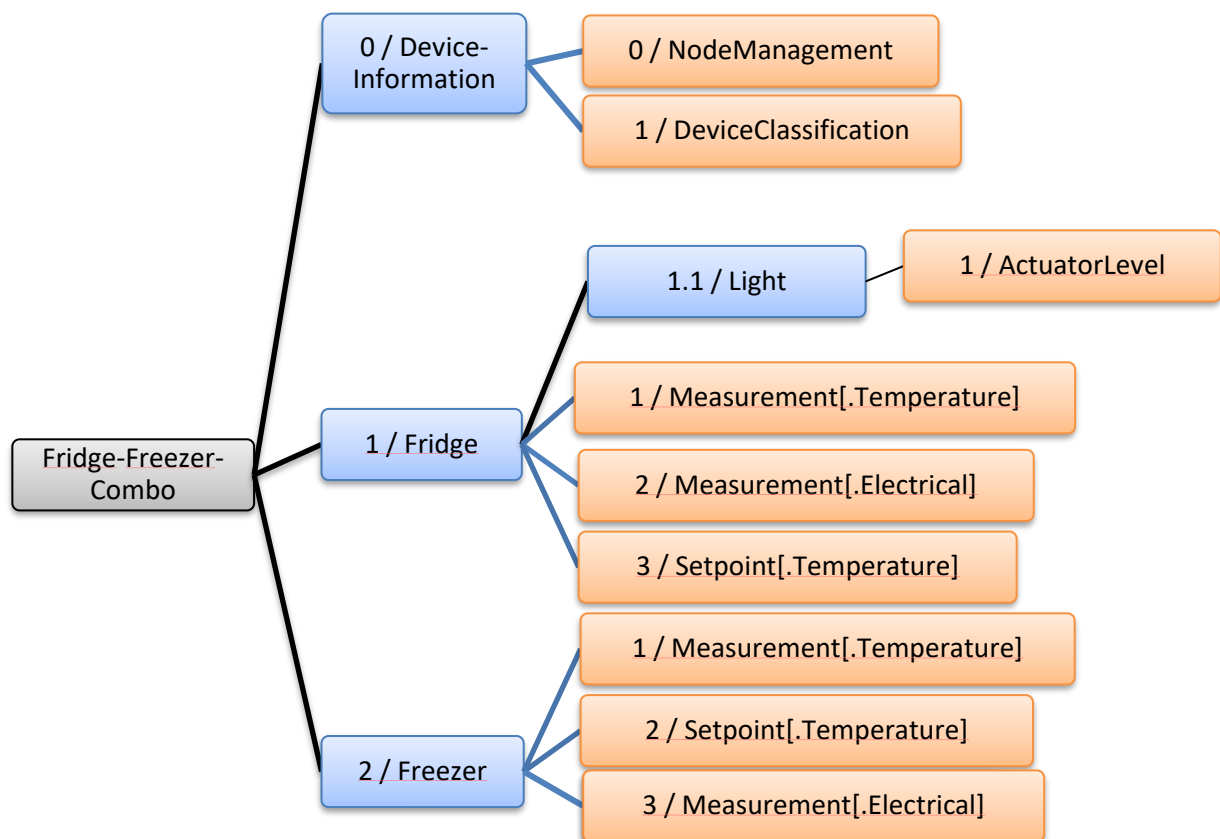 0 / Device-
Information
0 / NodeManagement
1 / DeviceClassification
1.1 / Light
1 / ActuatorLevel
Fridge-Freezer-
Combo
1 / Fridge
1 / Measurement[.Temperature]
2 / Measurement[.Electrical]
3 / Setpoint[.Temperature]
2 / Freezer
1 / Measurement[.Temperature]
2 / Setpoint[.Temperature]
3 / Measurement[.Electrical]